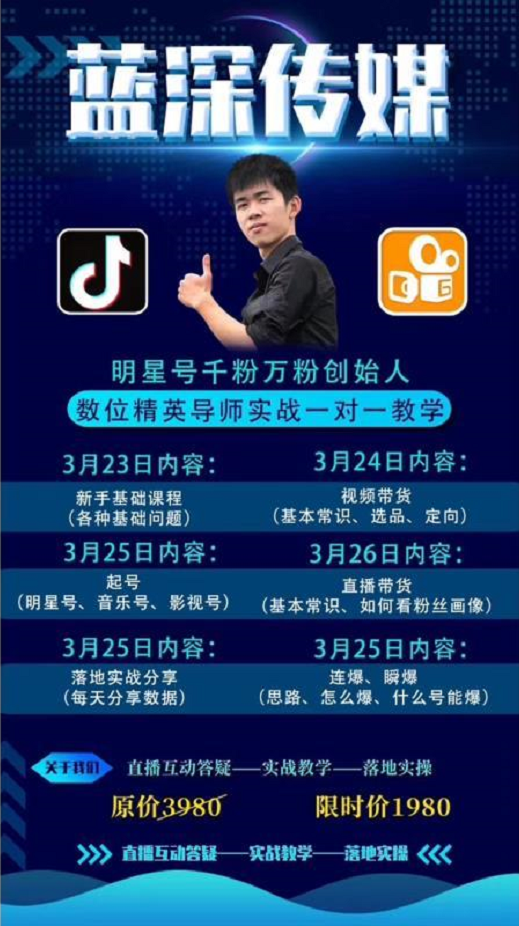 蓝深传媒
明星号千粉万粉创始人
数位精英导师实战一对一教学
3月23日内容：
新手基础课程
（各种基础问题）
3月24日内容：
视频带货
（基本常识、选品、定向）
3月25日内容：
起号
（明星号、音乐号、影视号）
3月26日内容：
直播带货
（基本常识、如何看粉丝画像）
3月25日内容：
落地实战分享
（每天分享数据）
3月25日内容：
连爆、瞬爆
（思路、怎么爆、什么号能爆）
关于我们
直播互动答疑——实战教学——落地实操
原价3980
限时价1980
直播互动答疑——实战教学——落地实操